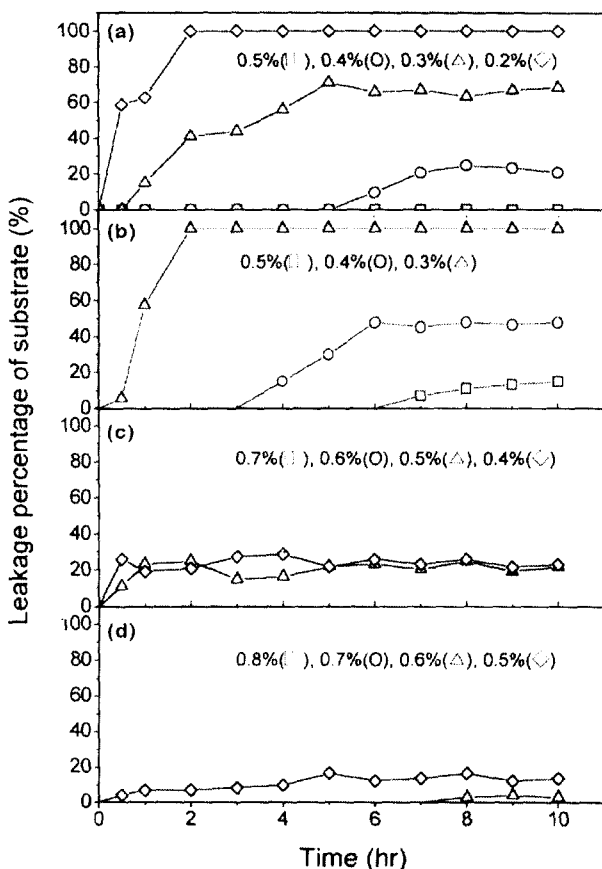 Leakage percentage of substrate (%)
(a)
100
80
60
40
20
0
0.5%(□), 0.4%(O), 0.3%(△), 0.2%(◇)
(b)
100
80
60
40
20
0
0.5%(□), 0.4%(O), 0.3%(△)
(c)
100
80
60
40
20
0
0.7%(□), 0.6%(O), 0.5%(△), 0.4%(◇)
(d)
100
80
60
40
20
0
0.8%(□), 0.7%(O), 0.6%(△), 0.5%(◇)
0 2 4 6 8 10
Time (hr)